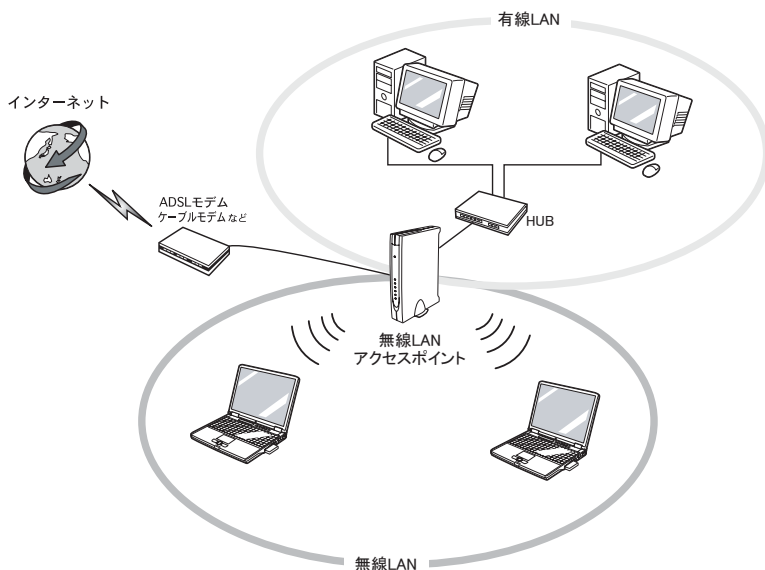 有線LAN
インターネット
ADSLモデム
ケーブルモデム など
HUB
無線LAN
アクセスポイント
無線LAN